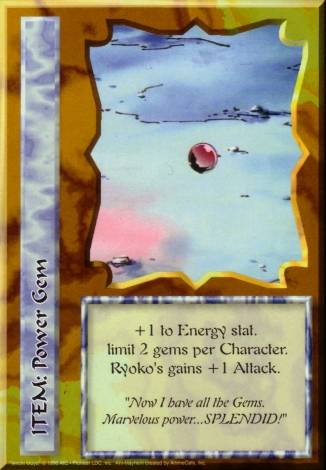 ITEM: Power Gem
+1 to Energy stat.
limit 2 gems per Character.
Ryoko's gains +1 Attack.
"Now I have all the Gems.
Marvelous power...SPLENDID!"